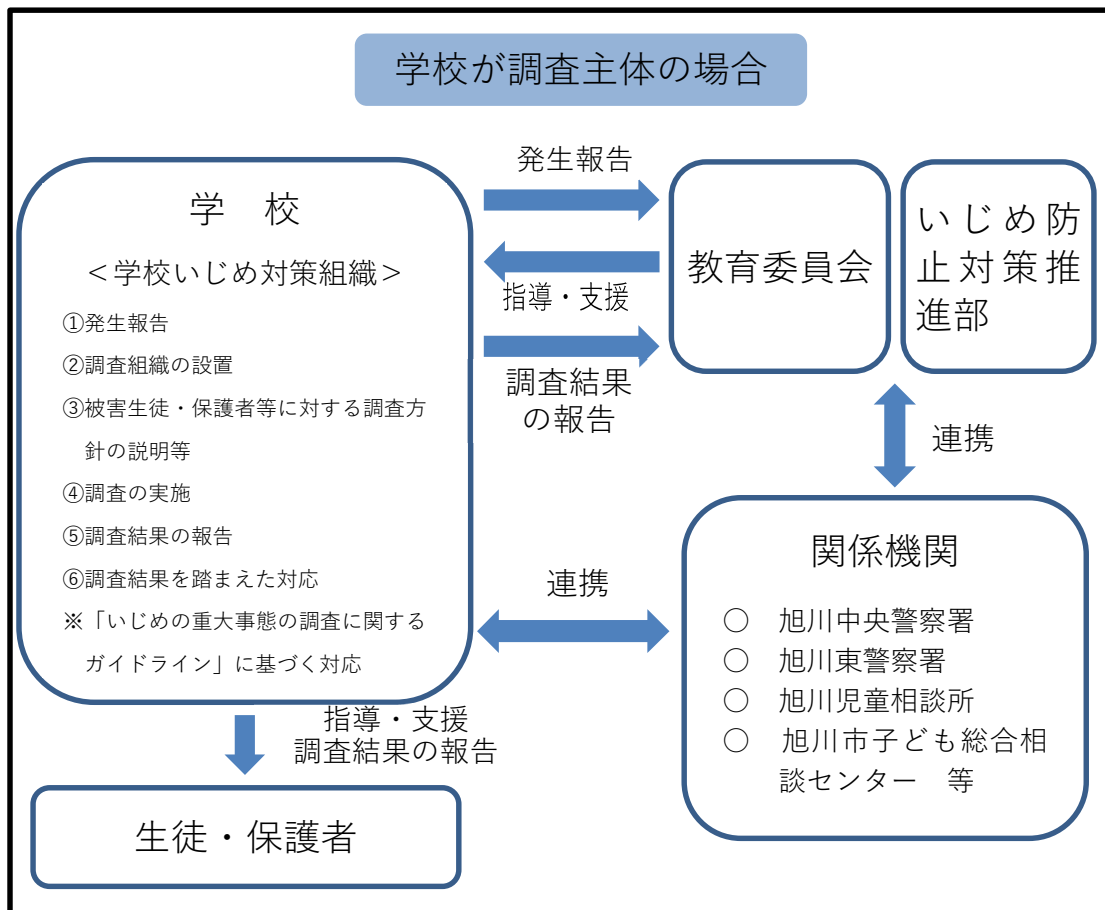 学校が調査主体の場合
学　校
＜学校いじめ対策組織＞
①発生報告
②調査組織の設置
③被害生徒・保護者等に対する調査方
針の説明等
④調査の実施
⑤調査結果の報告
⑥調査結果を踏まえた対応
※「いじめの重大事態の調査に関する
ガイドライン」に基づく対応
発生報告
指導・支援
調査結果
の報告
教育委員会
いじめ防
止対策推
進部
連携
連携
関係機関
○　旭川中央警察署
○　旭川東警察署
○　旭川児童相談所
○　旭川市子ども総合相
談センター　等
指導・支援
調査結果の報告
生徒・保護者